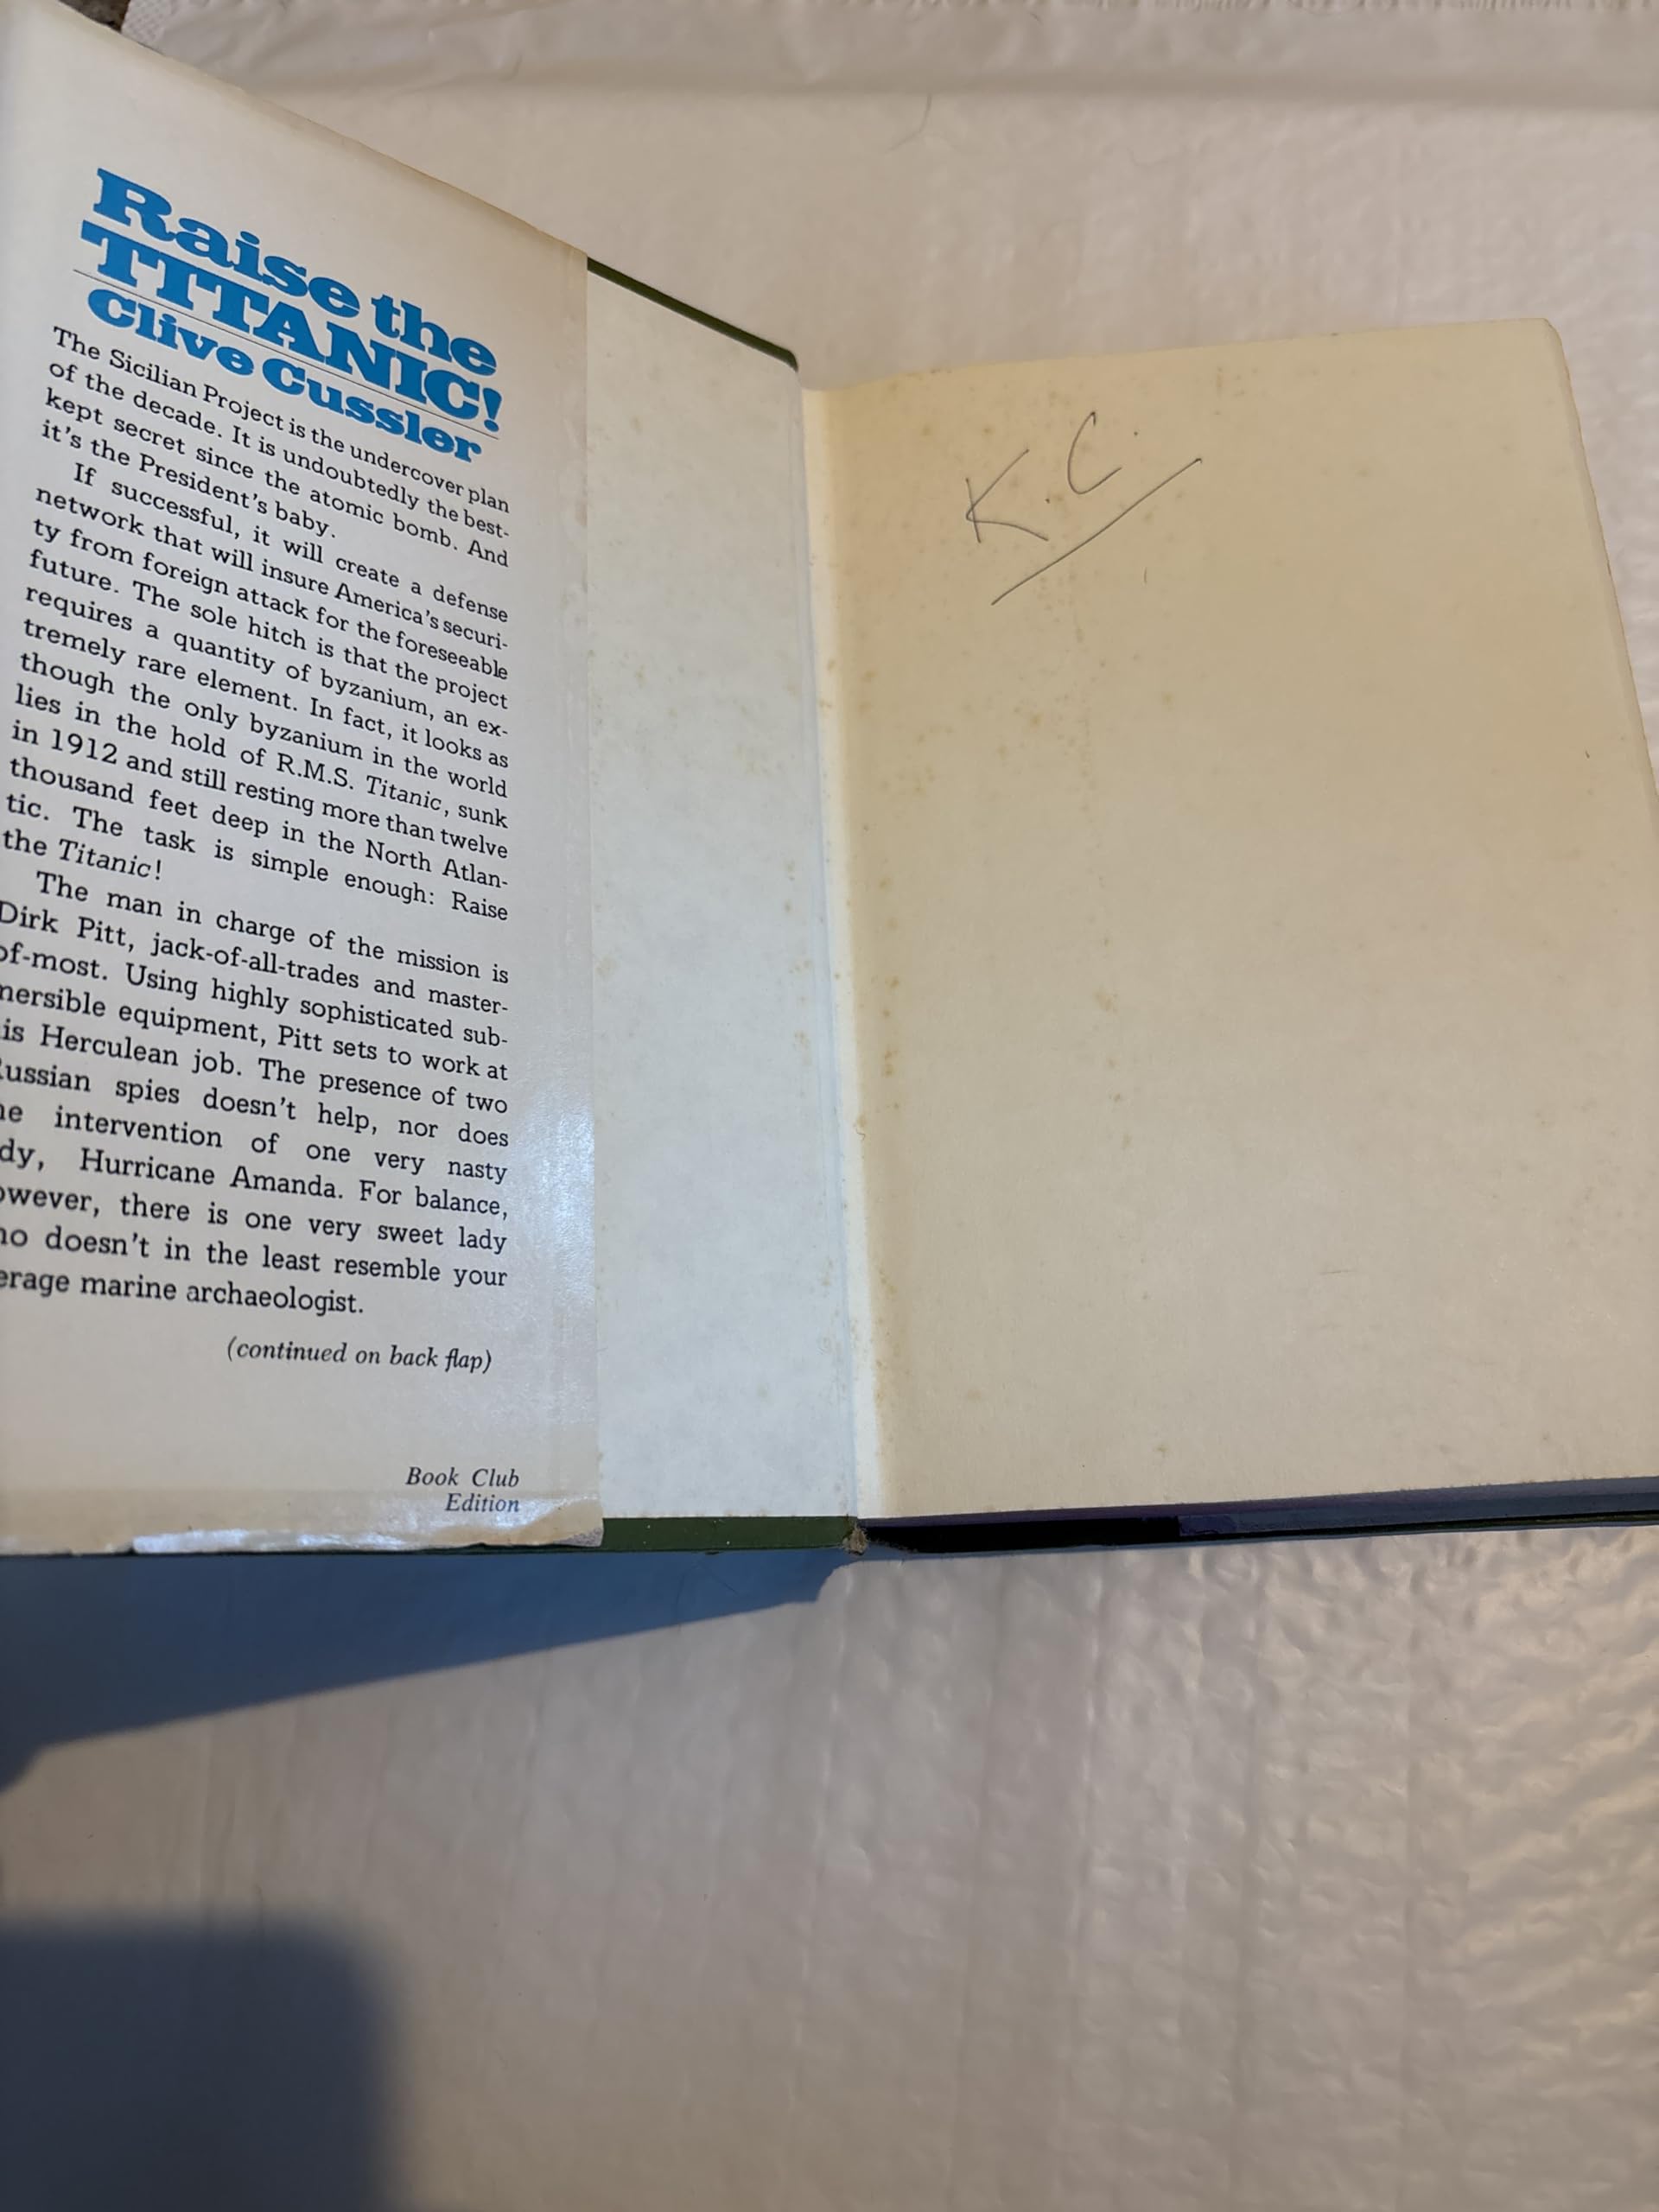 Raise the
TITANIC!
Clive Cussler
The Sicilian Project is the undercover plan
of the decade. It is undoubtedly the best-
kept secret since the atomic bomb. And
it's the President's baby.
If successful, it will create a defense
network that will insure America's securi-
ty from foreign attack for the foreseeable
future. The sole hitch is that the project
requires a quantity of byzanium, an ex-
tremely rare element. In fact, it looks as
though the only byzanium in the world
lies in the hold of R.M.S. Titanic, sunk
in 1912 and still resting more than twelve
thousand feet deep in the North Atlan-
tic. The task is simple enough: Raise
the Titanic!
The man in charge of the mission is
Dirk Pitt, jack-of-all-trades and master-
of-most. Using highly sophisticated sub-
mersible equipment, Pitt sets to work at
is Herculean job. The presence of two
Russian spies doesn't help, nor does
he intervention of one very nasty
dy, Hurricane Amanda. For balance,
owever, there is one very sweet lady
ho doesn't in the least resemble your
erage marine archaeologist.
(continued on back flap)
Book Club
Edition
K.C.